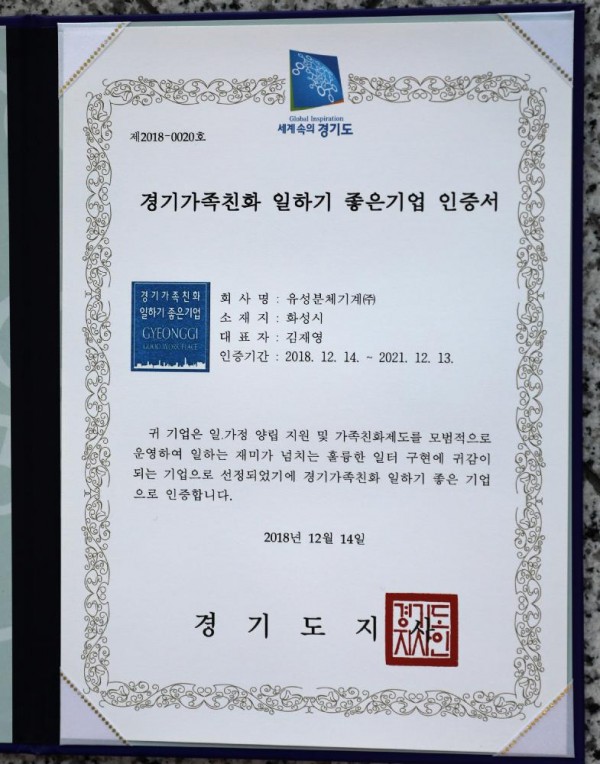 Global Inspiration
세계 속의 경기도
제2018-0020호
경기가족친화 일하기 좋은기업 인증서
경기가족친화
일하기 좋은기업
GYEONGGI
GOOD WORK PLACE
회 사 명 : 유성분체기계㈜
소 재 지 : 화성시
대 표 자 : 김재영
인증기간 : 2018. 12. 14. ~ 2021. 12. 13.
귀 기업은 일.가정 양립 지원 및 가족친화제도를 모범적으로
운영하여 일하는 재미가 넘치는 훌륭한 일터 구현에 귀감이
되는 기업으로 선정되었기에 경기가족친화 일하기 좋은 기업
으로 인증합니다.
2018년 12월 14일
경 기 도 지 사
경기도
지사인